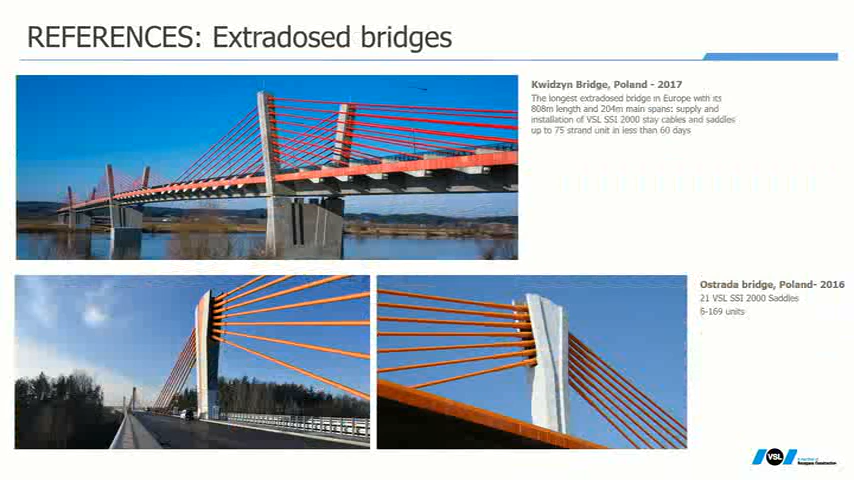 REFERENCES: Extradosed bridges
Kwidzyn Bridge, Poland - 2017
The longest extradosed bridge in Europe with its
808m length and 204m main spans: supply and
installation of VSL SSI 2000 stay cables and saddles
up to 75 strand unit in less than 60 days
Ostrada bridge, Poland- 2016
21 VSL SSI 2000 Saddles
6-169 units
VSL